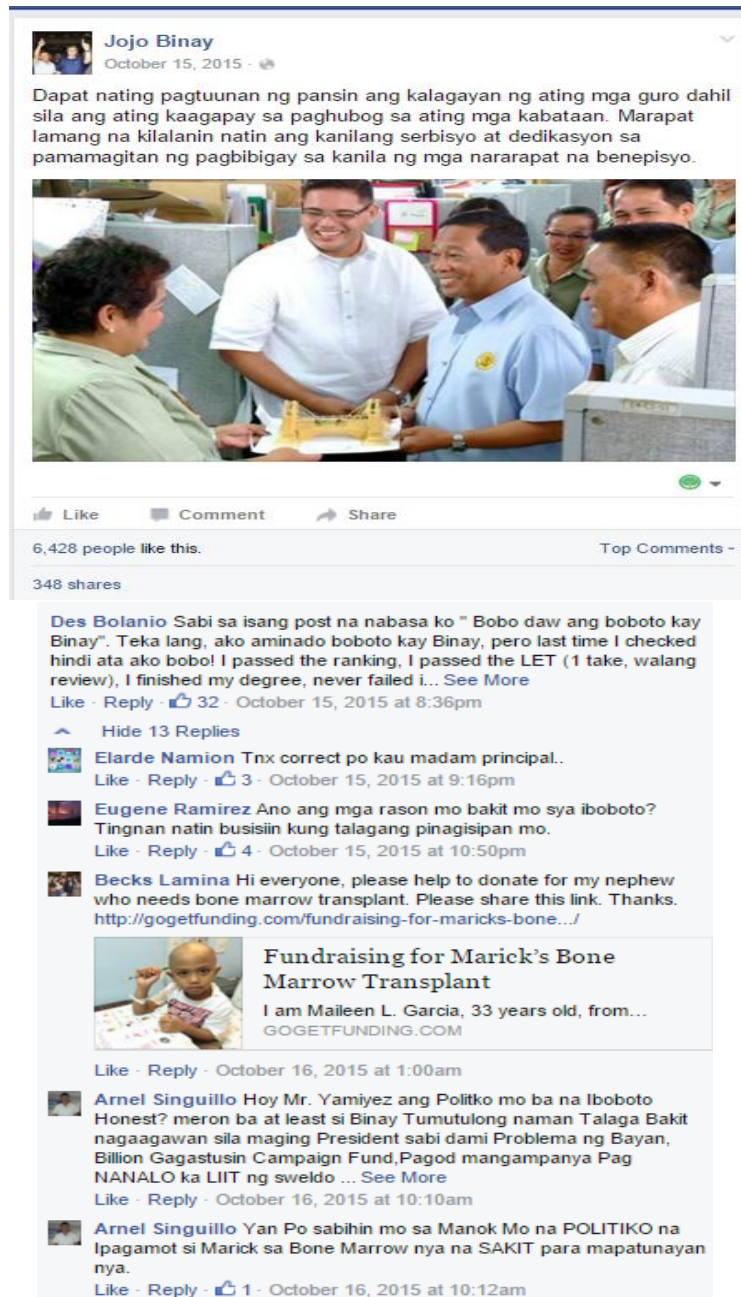 Jojo Binay
October 15, 2015 ·
Dapat nating pagtuunan ng pansin ang kalagayan ng ating mga guro dahil
sila ang ating kaagapay sa paghubog sa ating mga kabataan. Marapat
lamang na kilalanin natin ang kanilang serbisyo at dedikasyon sa
pamamagitan ng pagbibigay sa kanila ng mga nararapat na benepisyo.
Like Comment Share
6,428 people like this. Top Comments
348 shares
Des Bolanio Sabi sa isang post na nabasa ko " Bobo daw ang boboto kay
Binay". Teka lang, ako aminado boboto kay Binay, pero last time I checked
hindi ata ako bobo! I passed the ranking, I passed the LET (1 take, walang
review), I finished my degree, never failed i... See More
Like · Reply · 32 · October 15, 2015 at 8:36pm
Hide 13 Replies
Elarde Namion Tnx correct po kau madam principal..
Like · Reply · 3 · October 15, 2015 at 9:16pm
Eugene Ramirez Ano ang mga rason mo bakit mo sya iboboto?
Tingnan natin busisiin kung talagang pinagisipan mo.
Like · Reply · 4 · October 15, 2015 at 10:50pm
Becks Lamina Hi everyone, please help to donate for my nephew
who needs bone marrow transplant. Please share this link. Thanks.
http://gogetfunding.com/fundraising-for-maricks-bone.../
Fundraising for Marick's Bone
Marrow Transplant
I am Maileen L. Garcia, 33 years old, from...
GOGETFUNDING.COM
Like · Reply · October 16, 2015 at 1:00am
Arnel Singuillo Hoy Mr. Yamiyez ang Politko mo ba na Iboboto
Honest? meron ba at least si Binay Tumutulong naman Talaga Bakit
nagaagawan sila maging President sabi dami Problema ng Bayan,
Billion Gagastusin Campaign Fund,Pagod mangampanya Pag
NANALO ka LIIT ng sweldo ... See More
Like · Reply · October 16, 2015 at 10:10am
Arnel Singuillo Yan Po sabihin mo sa Manok Mo na POLITIKO na
Ipagamot si Marick sa Bone Marrow nya na SAKIT para mapatunayan
nya.
Like · Reply · 1 · October 16, 2015 at 10:12am